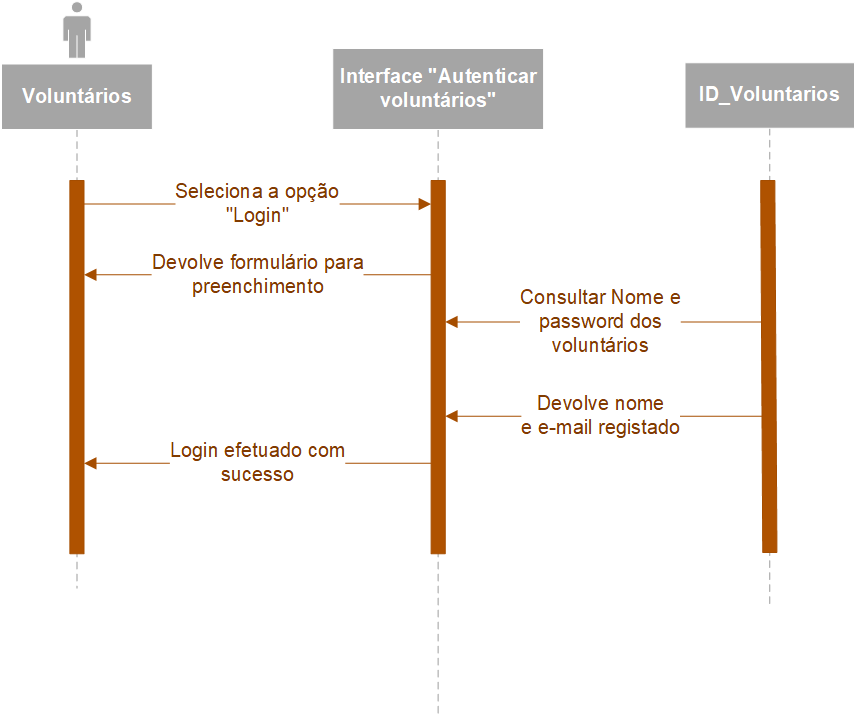 Voluntários
Interface "Autenticar
voluntários"
ID_Voluntarios
Seleciona a opção
"Login"
Devolve formulário para
preenchimento
Consultar Nome e
password dos
voluntários
Devolve nome
e e-mail registado
Login efetuado com
sucesso